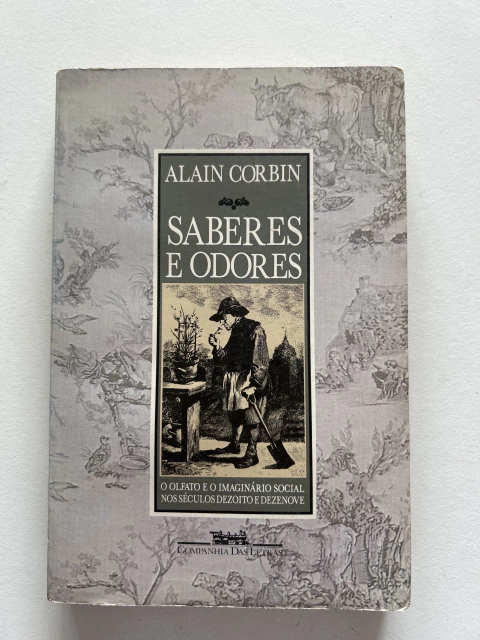 ALAIN CORBIN
SABERES
E ODORES
O OLFATO E O IMAGINÁRIO SOCIAL
NOS SÉCULOS DEZOITO E DEZENOVE
COMPANHIA DAS LETRAS